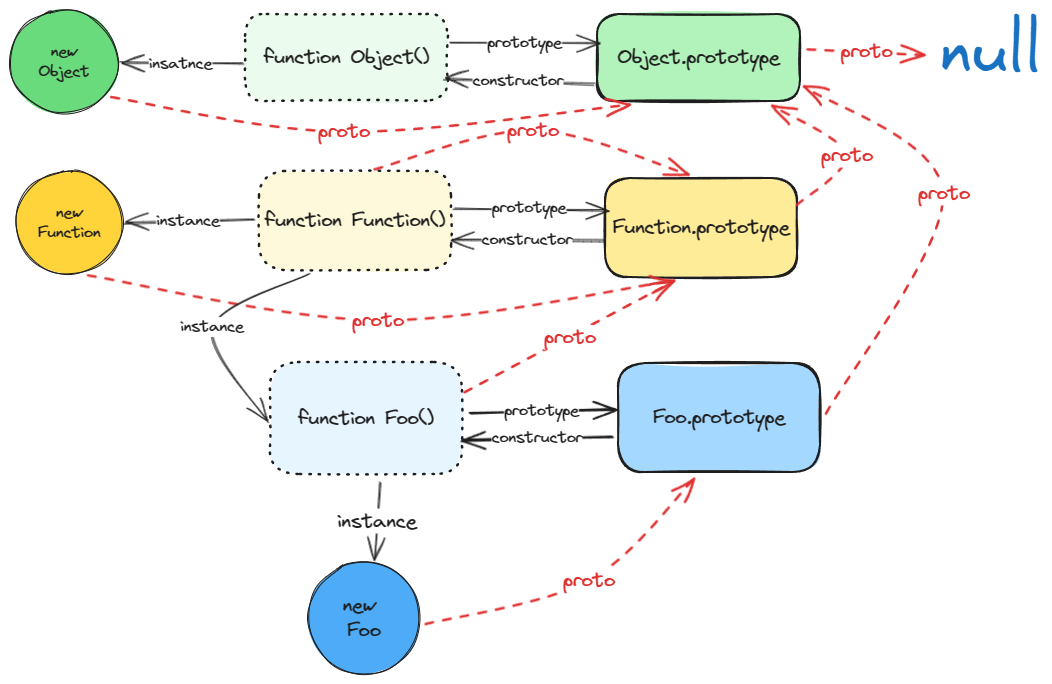 new
Object
insatnce
function Object()
prototype
constructor
Object.prototype
proto
null
proto
proto
proto
proto
new
Function
instance
function Function()
prototype
constructor
Function.prototype
proto
instance
proto
function Foo()
prototype
constructor
Foo.prototype
instance
new
Foo
proto